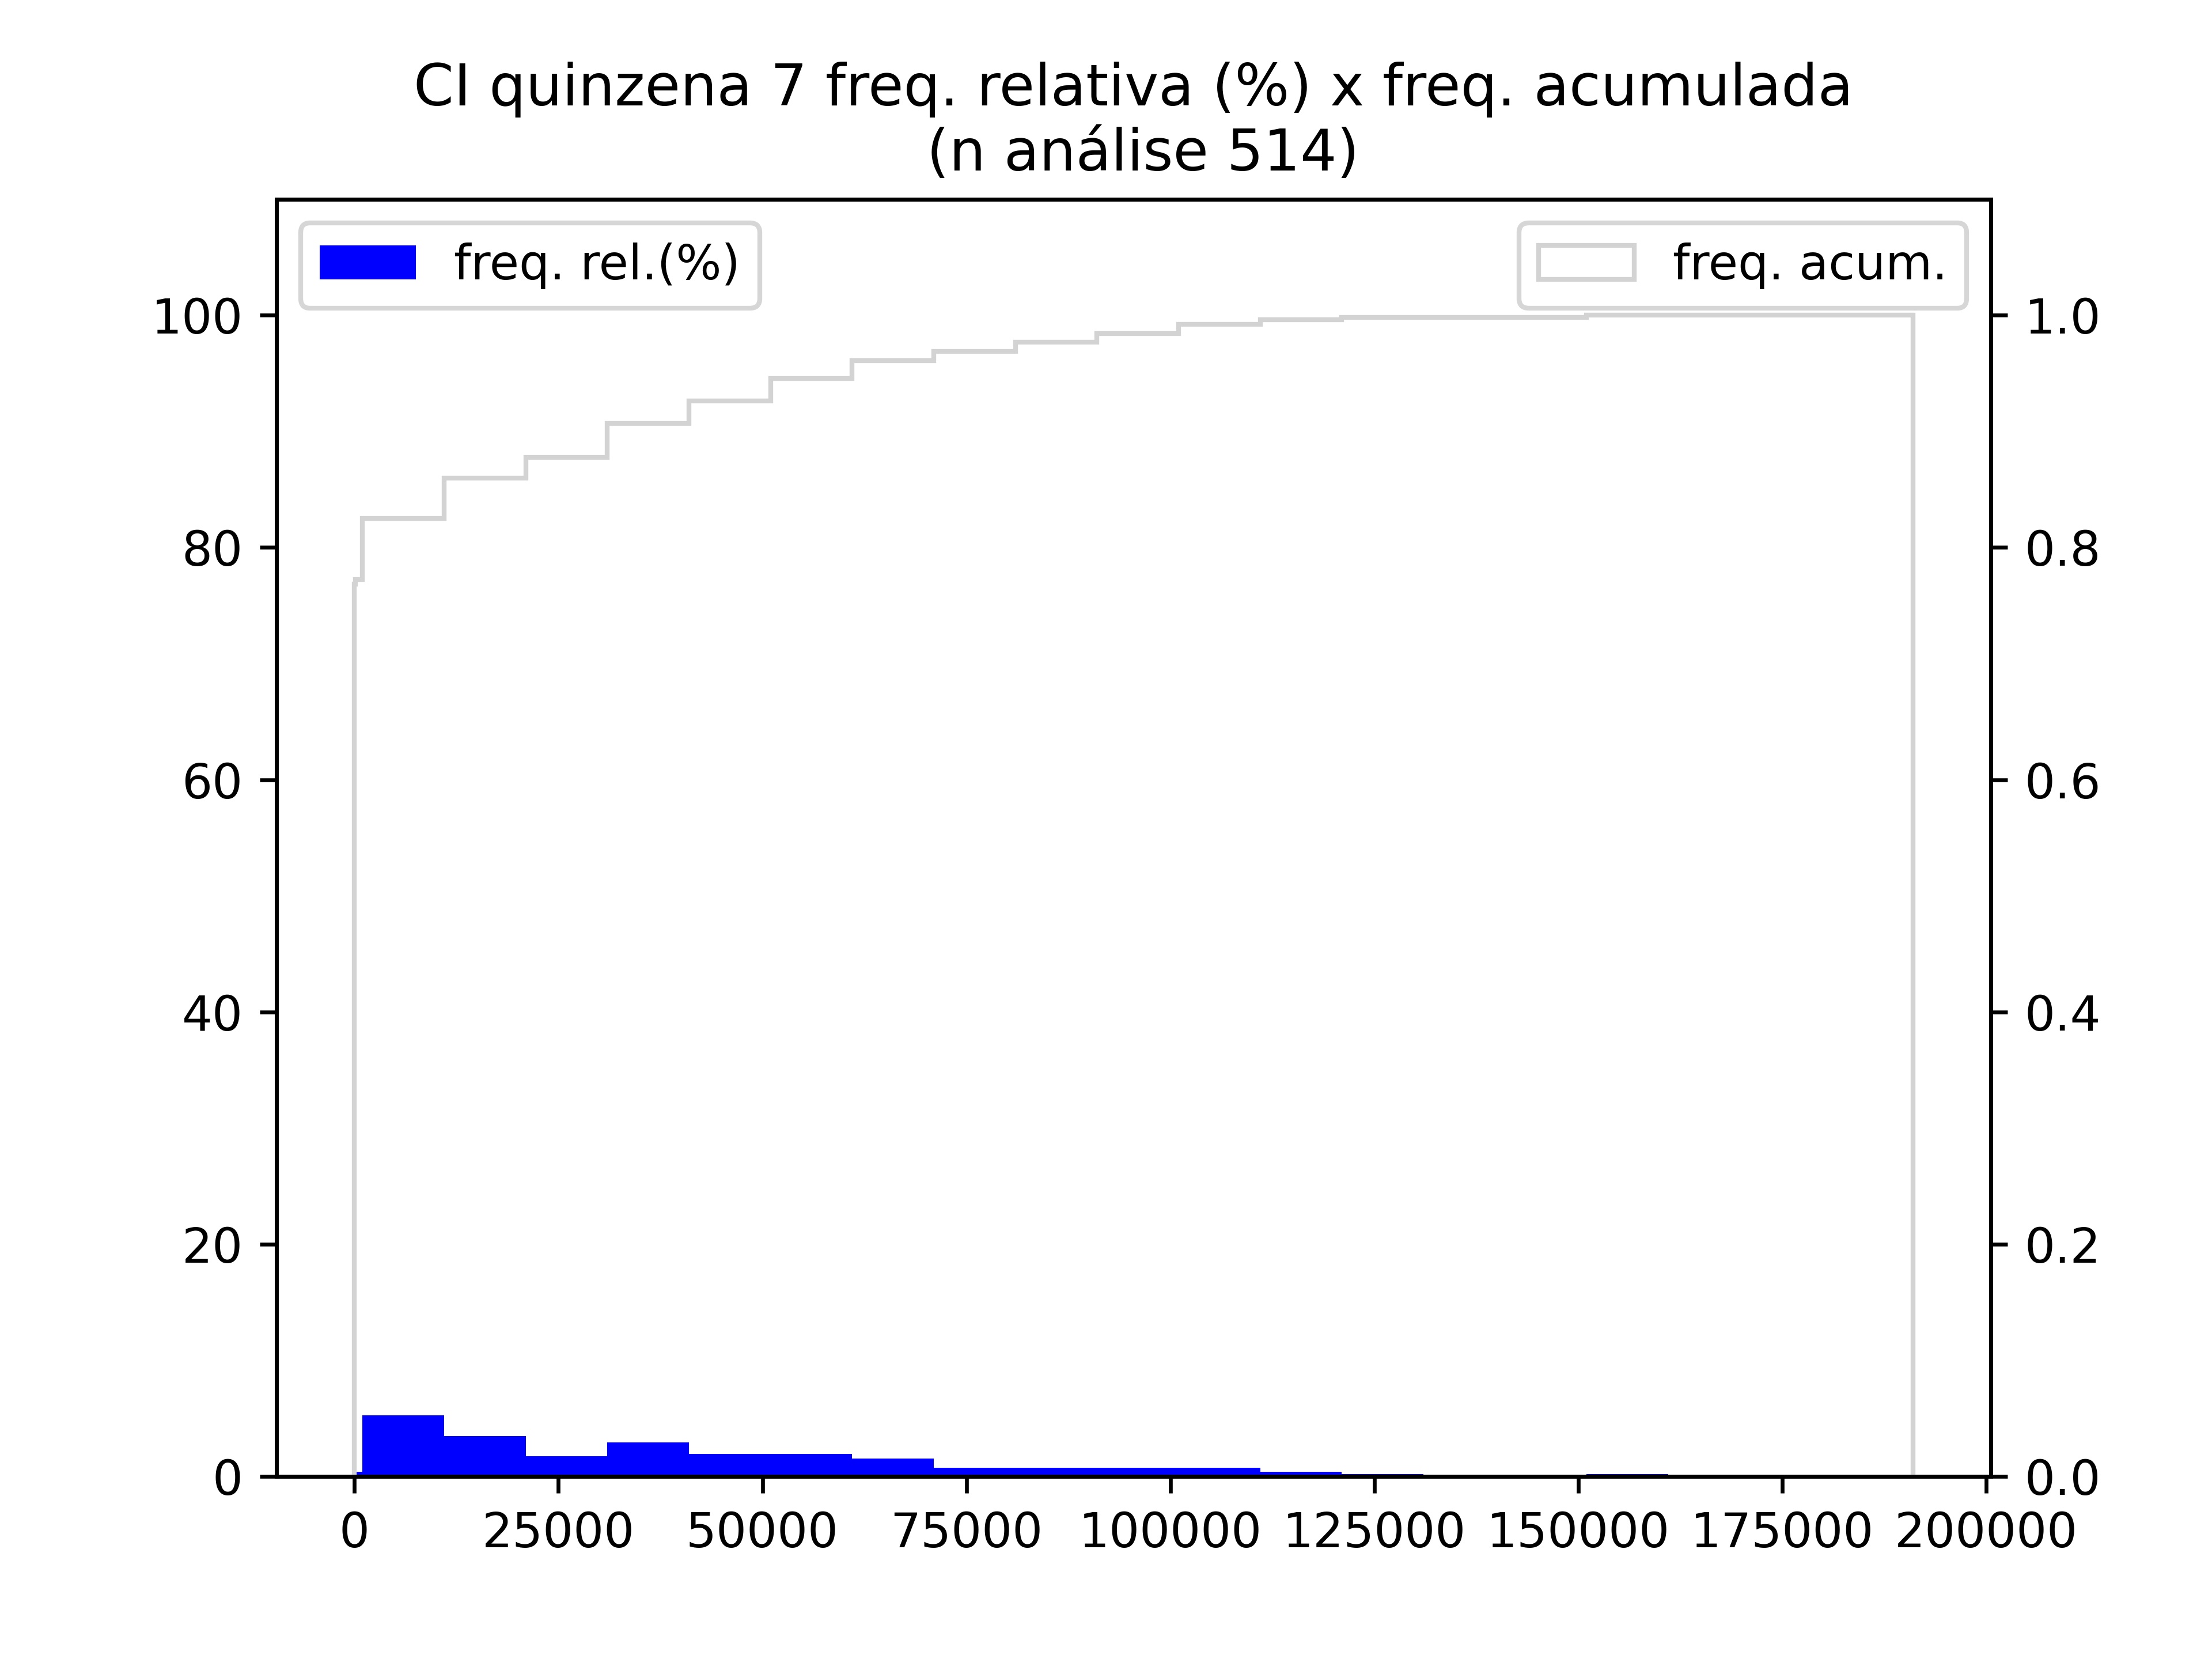 CI quinzena 7 freq. relativa (%) x freq. acumulada
(n análise 514)
freq. rel.(%)
freq. acum.
100
80
60
40
20
0
1.0
0.8
0.6
0.4
0.2
0.0
0 25000 50000 75000 100000 125000 150000 175000 200000